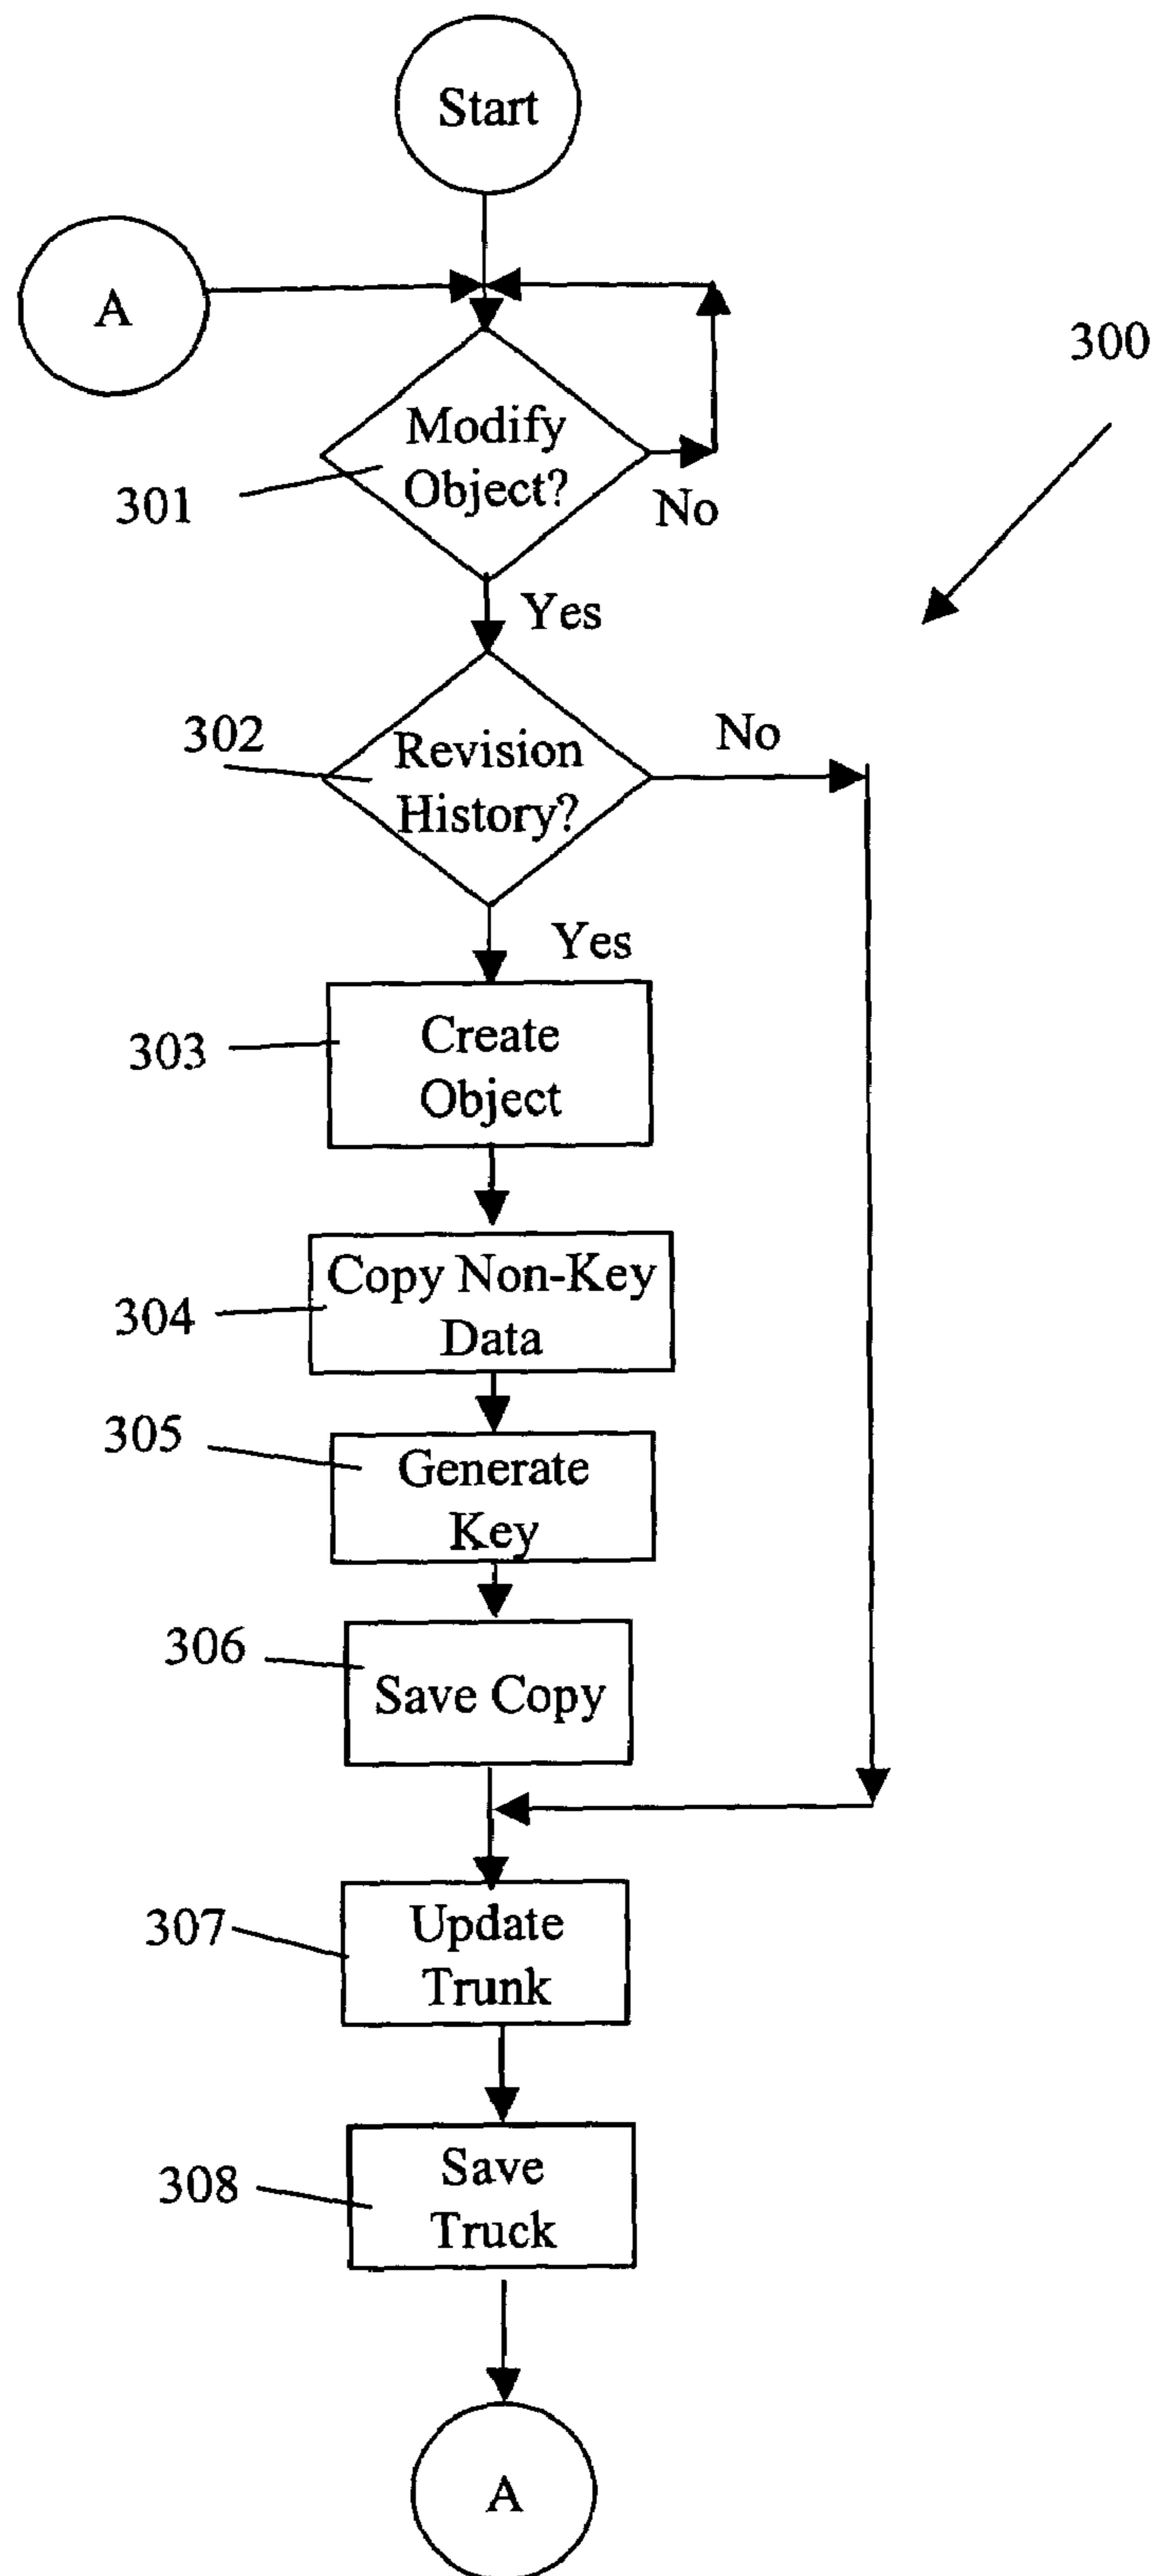 Start
A
300
Modify
Object?
301
No
Yes
302
Revision
History?
No
Yes
303
Create
Object
304
Copy Non-Key
Data
305
Generate
Key
306
Save Copy
307
Update
Trunk
308
Save
Truck
A